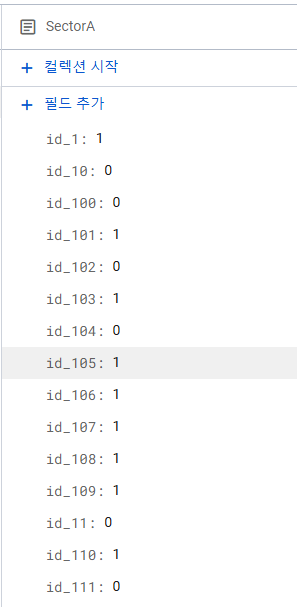 SectorA
+ 컬렉션 시작
+ 필드 추가
id_1: 1
id_10: 0
id_100: 0
id_101: 1
id_102: 0
id_103: 1
id_104: 0
id_105: 1
id_106: 1
id_107: 1
id_108: 1
id_109: 1
id_11: 0
id_110: 1
id_111: 0